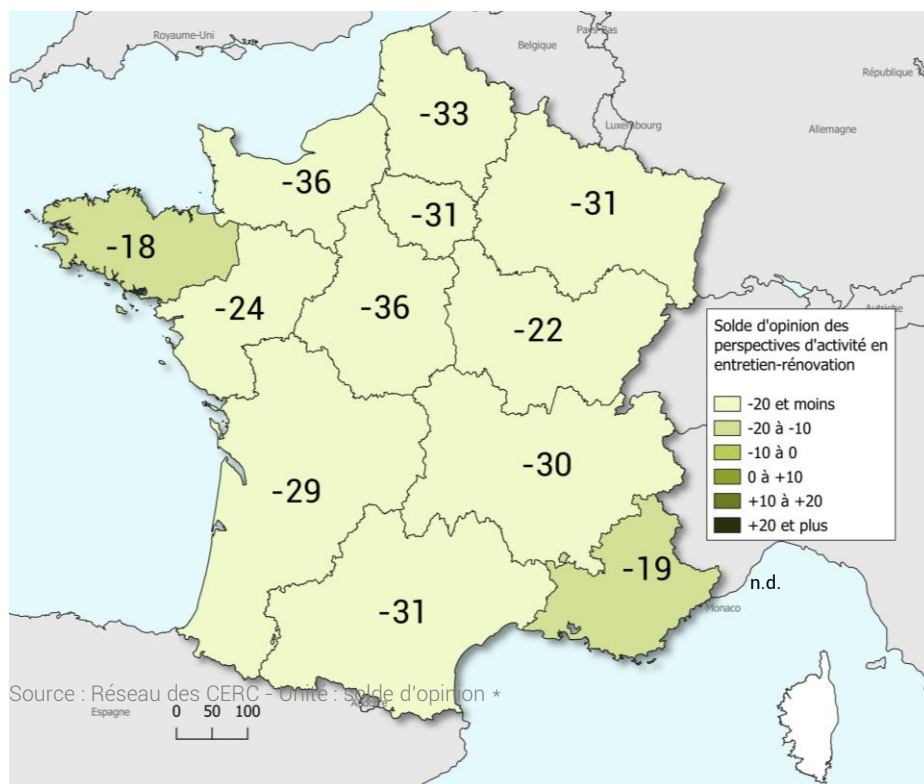 Royaume-Uni
Belgique
Pays-Bas
République T
Luxembourg
Allemagne
-33
-36
-31
-31
-18
-24
-36
-22
Autriche
Solde d'opinion des
perspectives d'activité en
entretien-rénovation
-20 et moins
-20 à -10
-10 à 0
0 à +10
+10 à +20
+20 et plus
-29
-30
-19
n.d.
Monaco
-31
Source : Réseau des CERC - Unité : solde d'opinion *
Espagne
Andorre
0 50 100